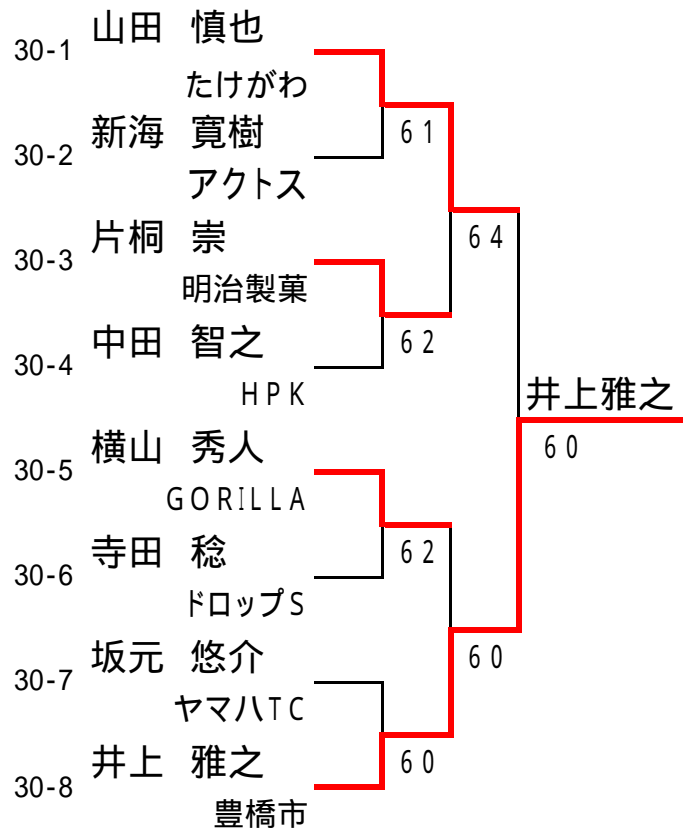 山田 慎也
30-1
たけがわ
新海 寛樹
61
30-2
アクトス
片桐 崇
64
30-3
明治製菓
中田 智之
62
30-4
HPK
井上雅之
横山 秀人
60
30-5
GORILLA
寺田 稔
62
30-6
ドロップS
坂元 悠介
60
30-7
ヤマハTC
井上 雅之
60
30-8
豊橋市